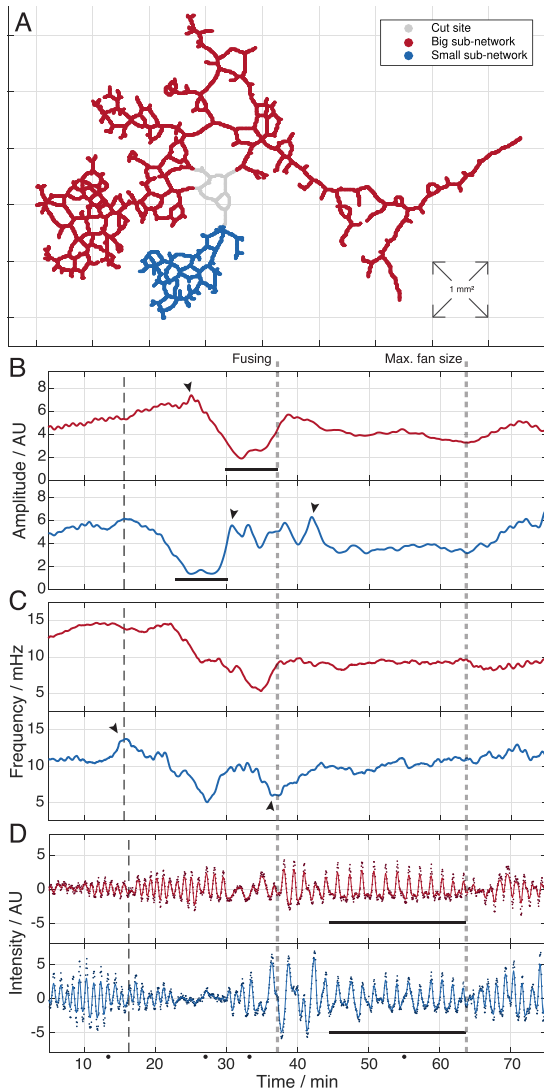 A
Cut site
Big sub-network
Small sub-network
1 mm²
Fusing
Max. fan size
B
8
6
4
2
0
8
6
4
2
0
Amplitude / AU
C
15
10
5
15
10
5
Frequency / mHz
D
5
0
-5
5
0
-5
Intensity / AU
10 20 30 40 50 60 70
Time / min